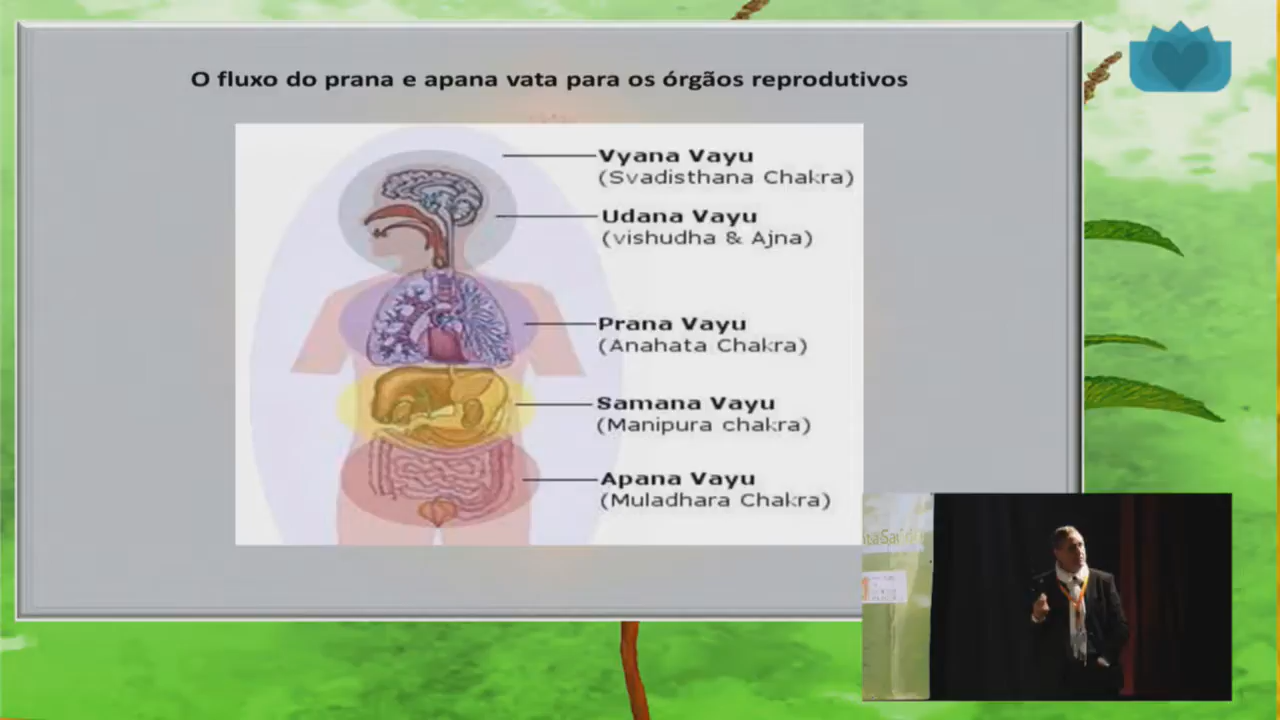 O fluxo do prana e apana vata para os órgãos reprodutivos
Vyana Vayu
(Svadisthana Chakra)
Udana Vayu
(vishudha & Ajna)
Prana Vayu
(Anahata Chakra)
Samana Vayu
(Manipura chakra)
Apana Vayu
(Muladhara Chakra)